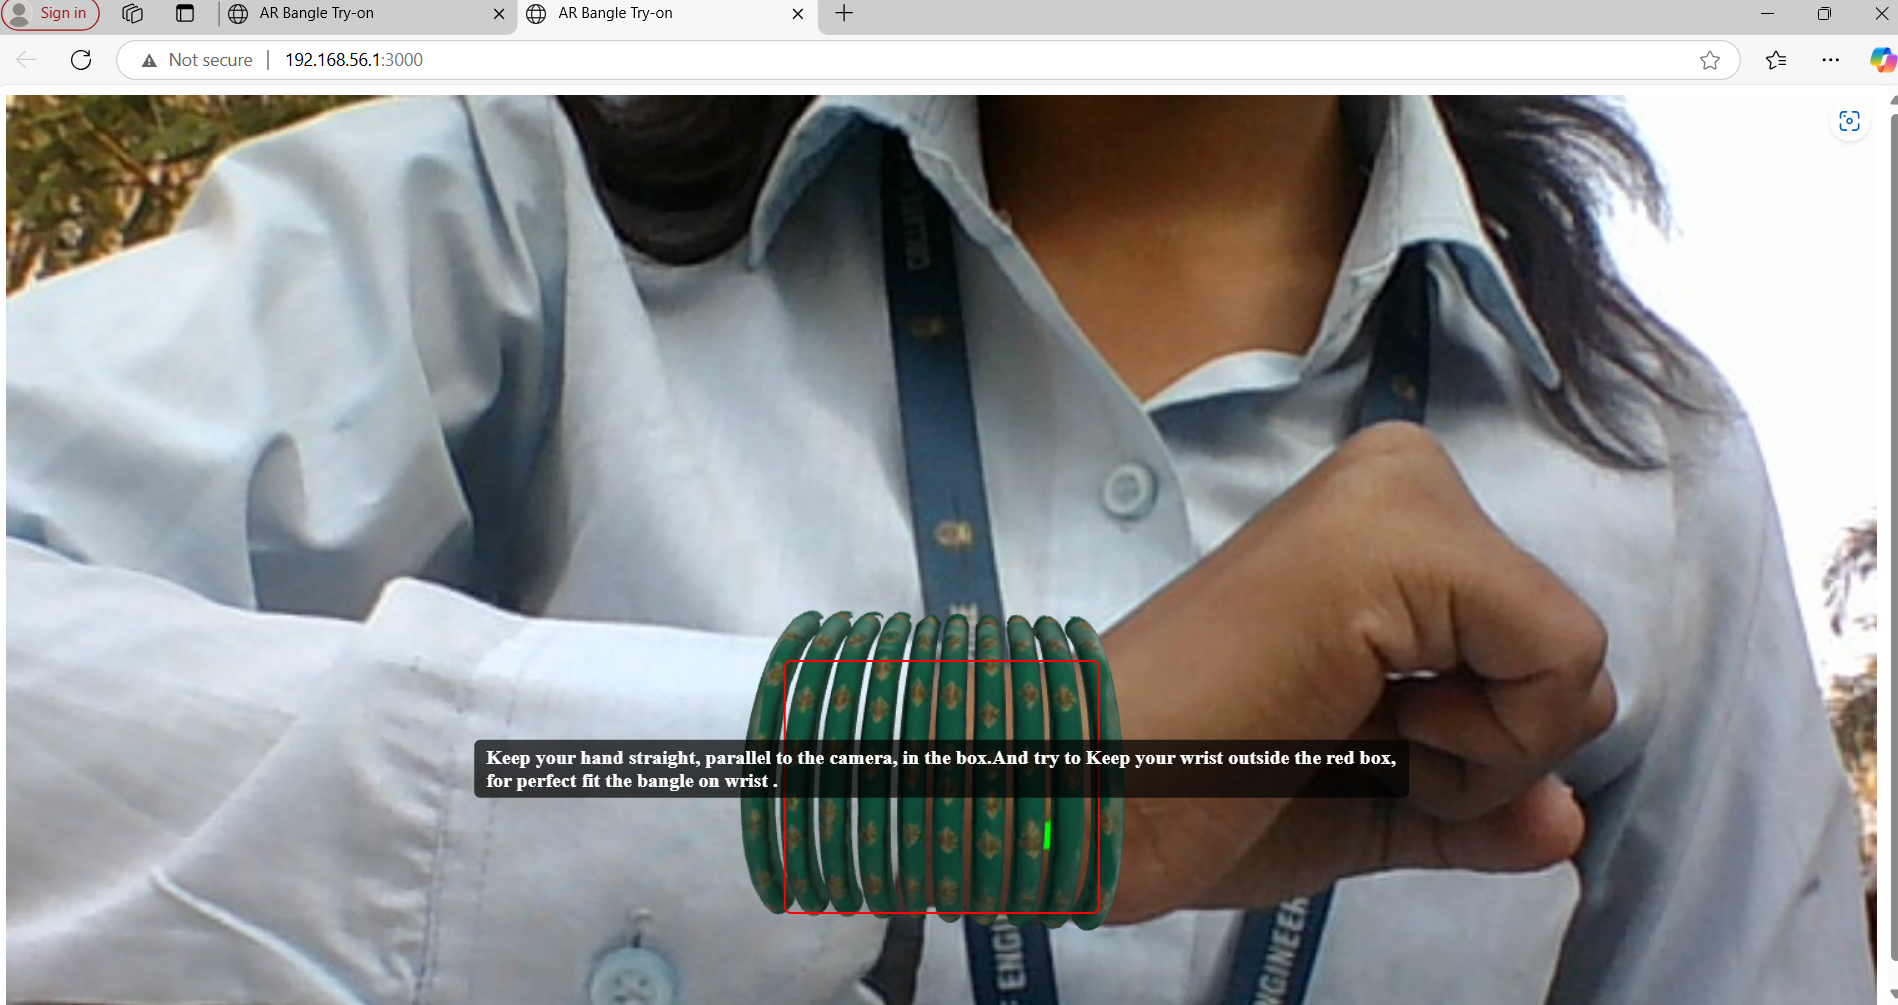 Sign in
AR Bangle Try-on
AR Bangle Try-on
Not secure
192.168.56.1:3000
COLLEGE
Keep your hand straight, parallel to the camera, in the box.And try to Keep your wrist outside the red box,
for perfect fit the bangle on wrist .
E ENGI
NGINEER